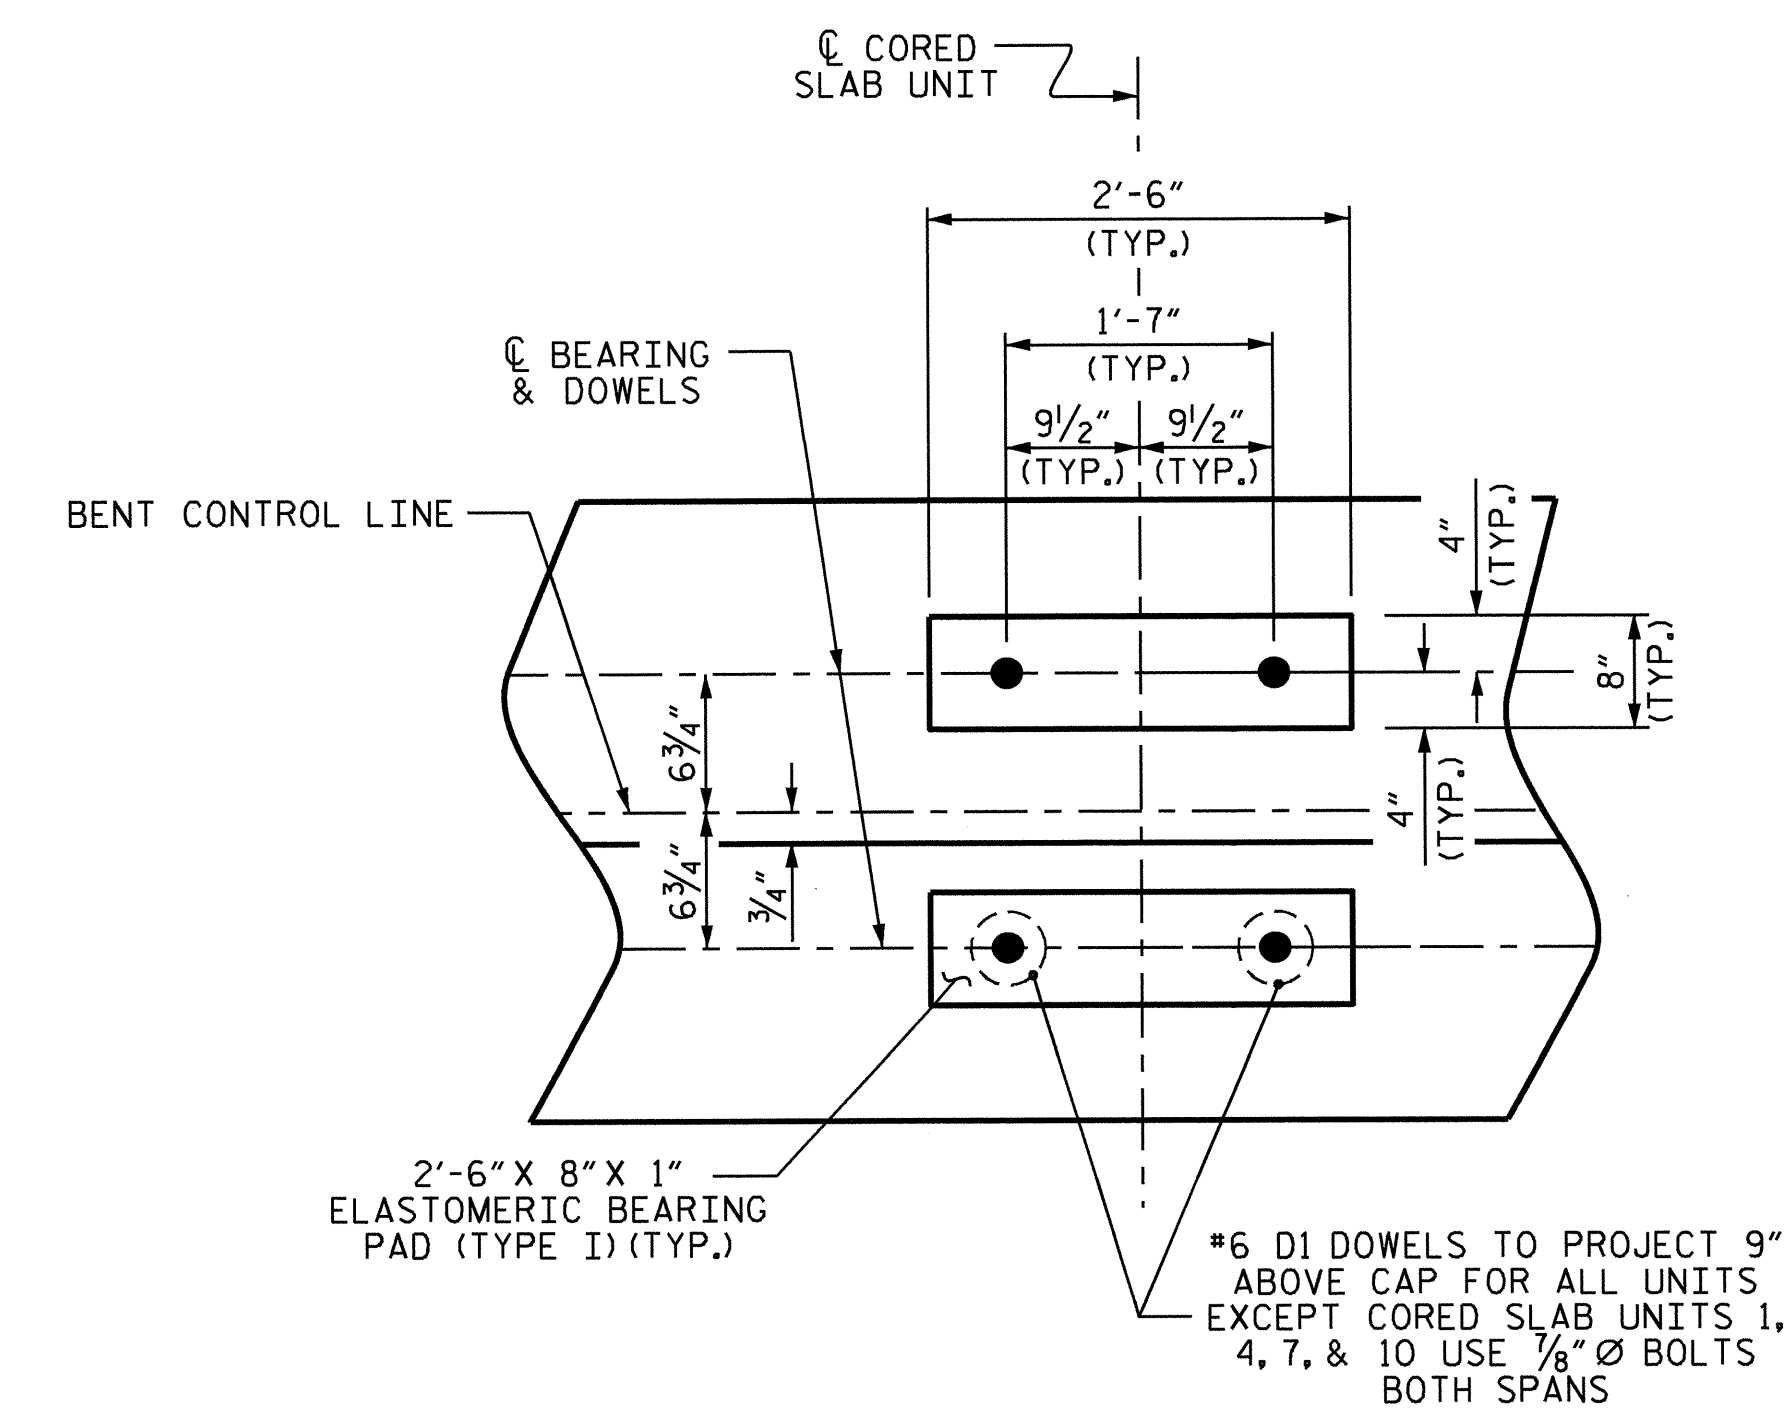 ℄ CORED
SLAB UNIT
2'-6"
(TYP.)
1'-7"
(TYP.)
℄ BEARING
& DOWELS
9½" 9½"
(TYP.) (TYP.)
BENT CONTROL LINE
4"
(TYP.)
8"
(TYP.)
6¾"
4"
(TYP.)
6¾"
¾"
2'-6" X 8" X 1"
ELASTOMERIC BEARING
PAD (TYPE I)(TYP.)
#6 D1 DOWELS TO PROJECT 9"
ABOVE CAP FOR ALL UNITS
EXCEPT CORED SLAB UNITS 1,
4, 7, & 10 USE ⅞" Ø BOLTS
BOTH SPANS